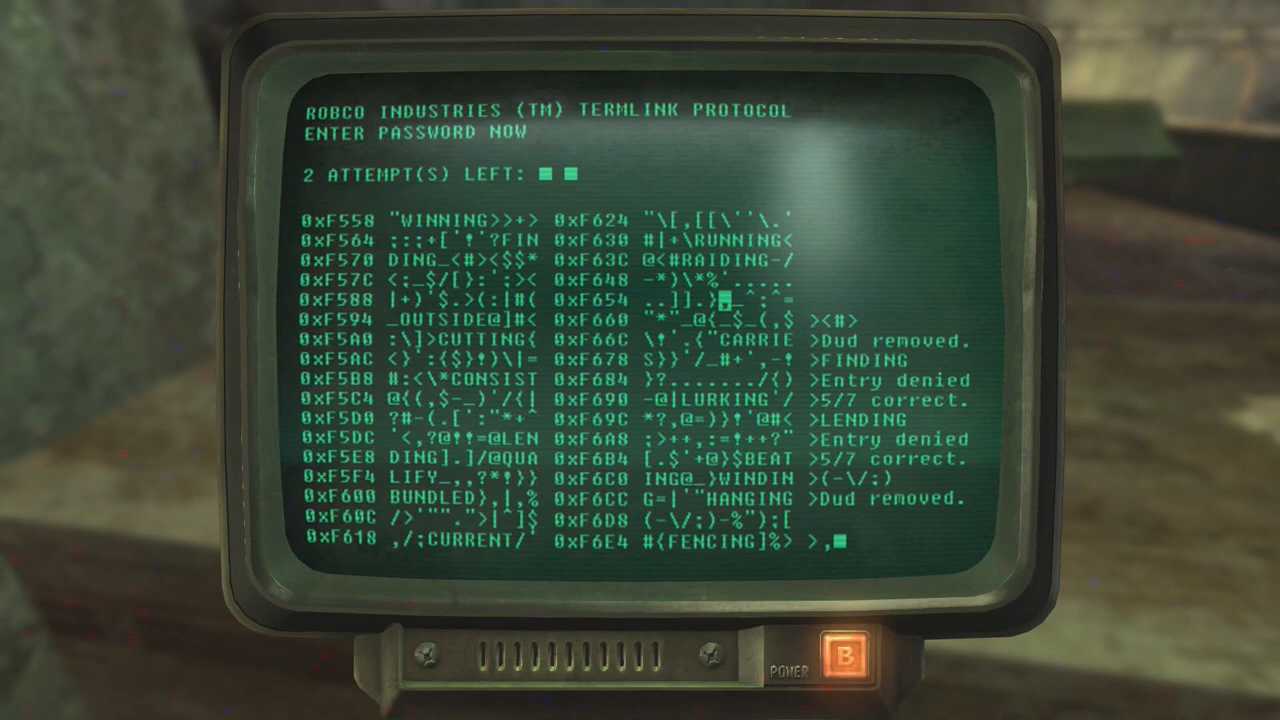 ROBCO INDUSTRIES (TM) TERMLINK PROTOCOL
ENTER PASSWORD NOW
2 ATTEMPT(S) LEFT: ■ ■
0xF558 "WINNING>>+> 0xF624 "\[,[[\''\.'
0xF564 ;:;+['!'?FIN 0xF630 #|+\RUNNING<
0xF570 DING_<#><$$* 0xF63C @<#RAIDING-/
0xF57C <:_$/[}:';>< 0xF648 -*)\*%'.....
0xF588 |+)'$.>(:|#( 0xF654 ..]].},_^;^=
0xF594 _OUTSIDE@]#< 0xF660 "*"_@{_$_(,$ ><#>
0xF5A0 :\]>CUTTING{ 0xF66C \!'.{"CARRIE >Dud removed.
0xF5AC <}':{$}!)\|= 0xF678 S}}'/_#+',-! >FINDING
0xF5B8 #:<\*CONSIST 0xF684 }?......./{) >Entry denied
0xF5C4 @{(,$-_)'/{| 0xF690 -@|LURKING'/ >5/7 correct.
0xF5D0 ?#-(.[':"*+^ 0xF69C *?,@=)}!'@#< >LENDING
0xF5DC '<,?@!!=@LEN 0xF6A8 ;>++,:=!++?" >Entry denied
0xF5E8 DING].]/@QUA 0xF6B4 [.$'+@}$BEAT >5/7 correct.
0xF5F4 LIFY_,,?*!}} 0xF6C0 ING@_}WINDIN >(-\/;)
0xF600 BUNDLED},|,% 0xF6CC G=|'"HANGING >Dud removed.
0xF60C />'"".">|^]$ 0xF6D8 (-\/;)-%");[
0xF618 ,/;CURRENT/' 0xF6E4 #{FENCING]%> >,■
POWER
B